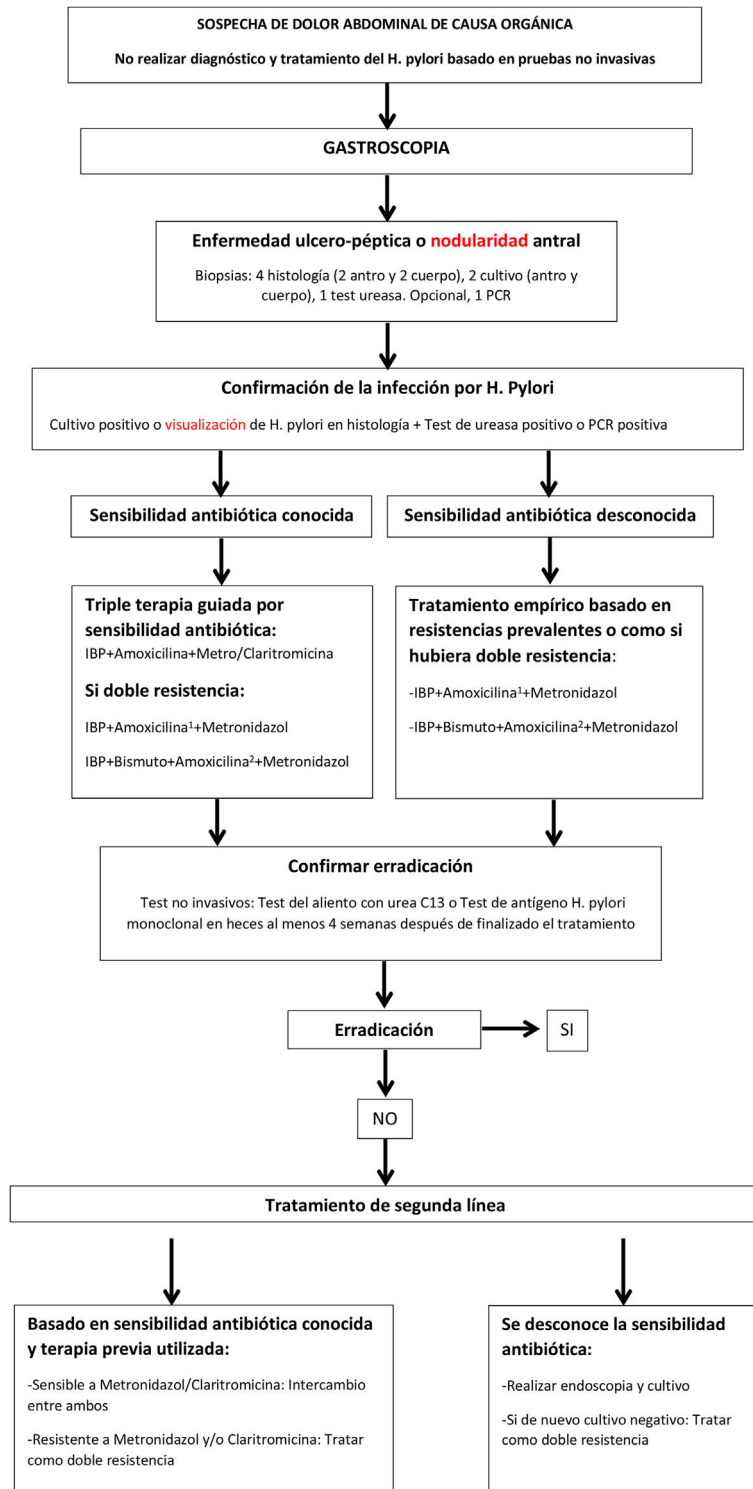 SOSPECHA DE DOLOR ABDOMINAL DE CAUSA ORGÁNICA
No realizar diagnóstico y tratamiento del H. pylori basado en pruebas no invasivas
GASTROSCOPIA
Enfermedad ulcero-péptica o nodularidad antral
Biopsias: 4 histología (2 antro y 2 cuerpo), 2 cultivo (antro y
cuerpo), 1 test ureasa. Opcional, 1 PCR
Confirmación de la infección por H. Pylori
Cultivo positivo o visualización de H. pylori en histología + Test de ureasa positivo o PCR positiva
Sensibilidad antibiótica conocida
Sensibilidad antibiótica desconocida
Triple terapia guiada por
sensibilidad antibiótica:
IBP+Amoxicilina+Metro/Claritromicina
Si doble resistencia:
IBP+Amoxicilina¹+Metronidazol
IBP+Bismuto+Amoxicilina²+Metronidazol
Tratamiento empírico basado en
resistencias prevalentes o como si
hubiera doble resistencia:
-IBP+Amoxicilina¹+Metronidazol
-IBP+Bismuto+Amoxicilina²+Metronidazol
Confirmar erradicación
Test no invasivos: Test del aliento con urea C13 o Test de antígeno H. pylori
monoclonal en heces al menos 4 semanas después de finalizado el tratamiento
Erradicación
SI
NO
Tratamiento de segunda línea
Basado en sensibilidad antibiótica conocida
y terapia previa utilizada:
-Sensible a Metronidazol/Claritromicina: Intercambio
entre ambos
-Resistente a Metronidazol y/o Claritromicina: Tratar
como doble resistencia
Se desconoce la sensibilidad
antibiótica:
-Realizar endoscopia y cultivo
-Si de nuevo cultivo negativo: Tratar
como doble resistencia